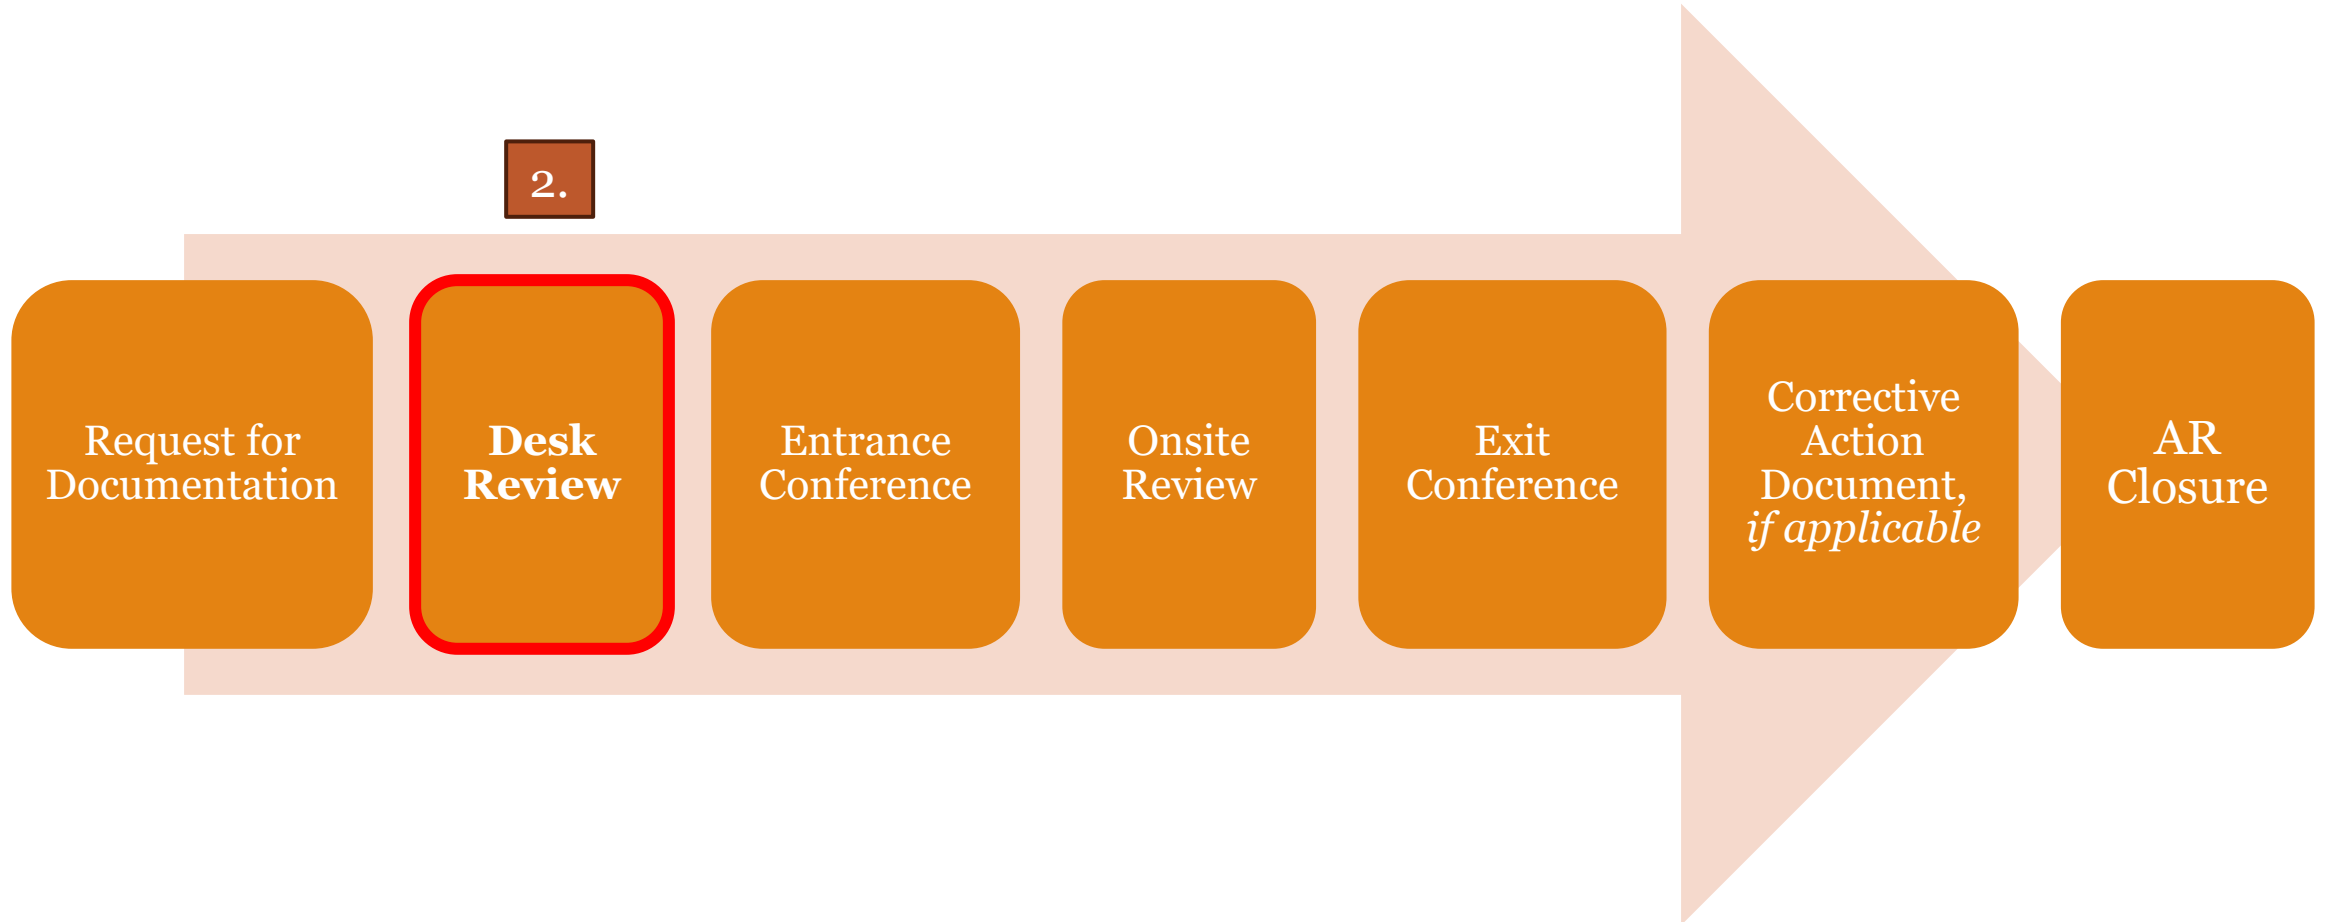 2.
Request for
Documentation
Desk
Review
Entrance
Conference
Onsite
Review
Exit
Conference
Corrective
Action
Document,
if applicable
AR
Closure